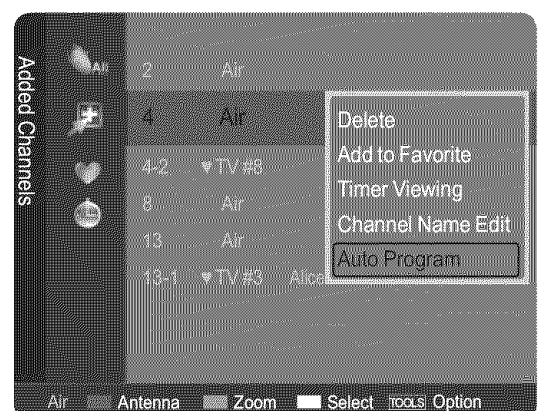 Added Channels
All
2 Air
4 Air
4-2 ♥ TV #8
8 Air
13 Air
13-1 ♥ TV #3 Alice
Delete
Add to Favorite
Timer Viewing
Channel Name Edit
Auto Program
Air Antenna Zoom Select TOOLS Option